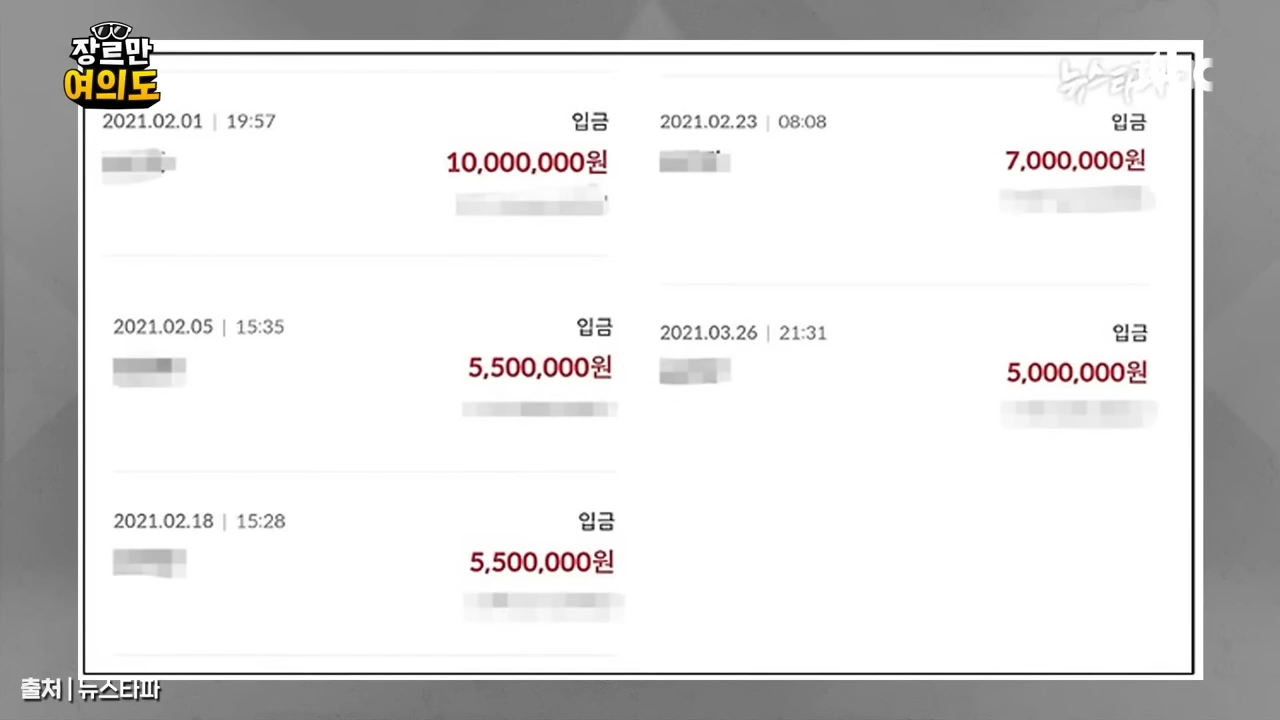 장르만
여의도
뉴스타파
2021.02.01 | 19:57
입금
10,000,000원
2021.02.05 | 15:35
입금
5,500,000원
2021.02.18 | 15:28
입금
5,500,000원
2021.02.23 | 08:08
입금
7,000,000원
2021.03.26 | 21:31
입금
5,000,000원
출처 | 뉴스타파